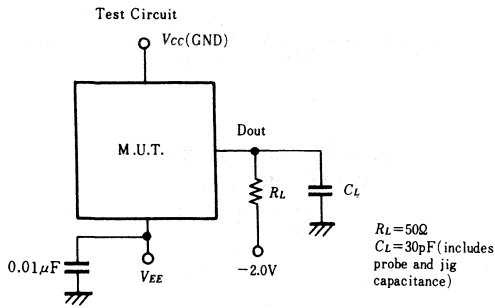 Test Circuit
Vcc(GND)
Dout
M.U.T.
RL
CL
RL=50Ω
CL=30pF(includes
probe and jig
capacitance)
0.01μF
VEE
−2.0V